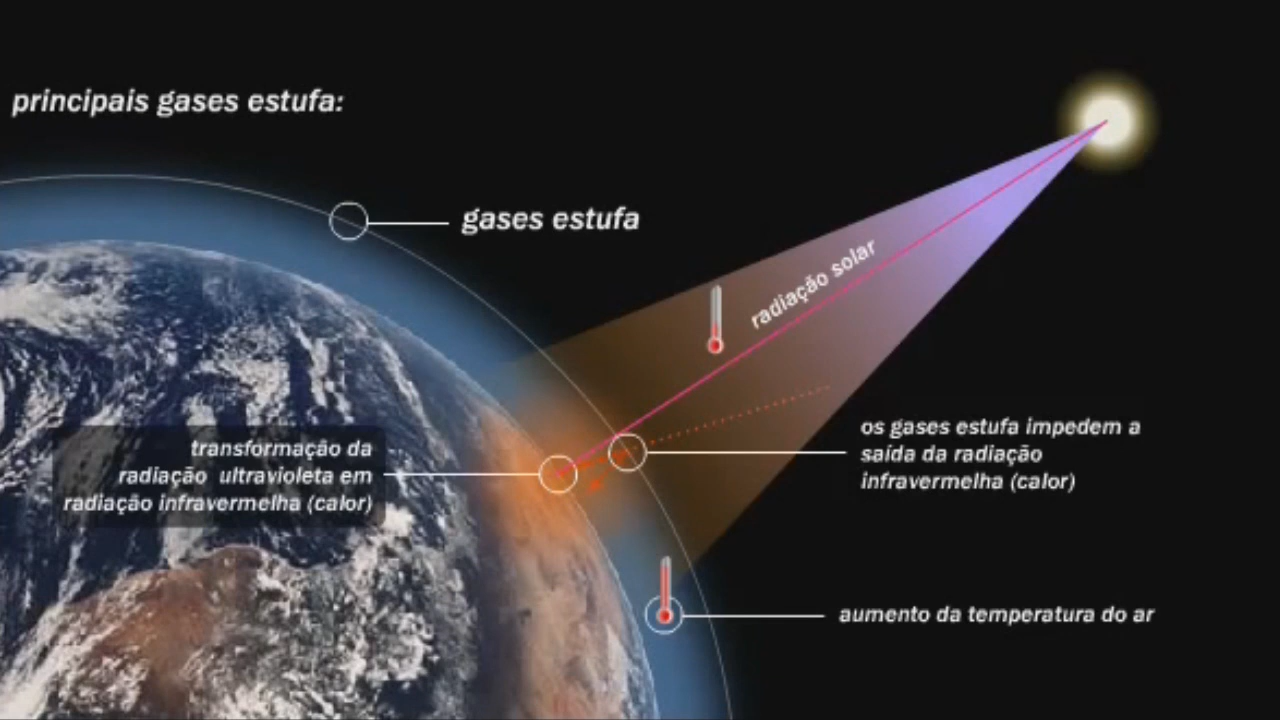 principais gases estufa:
gases estufa
radiação solar
transformação da
radiação ultravioleta em
radiação infravermelha (calor)
os gases estufa impedem a
saída da radiação
infravermelha (calor)
aumento da temperatura do ar